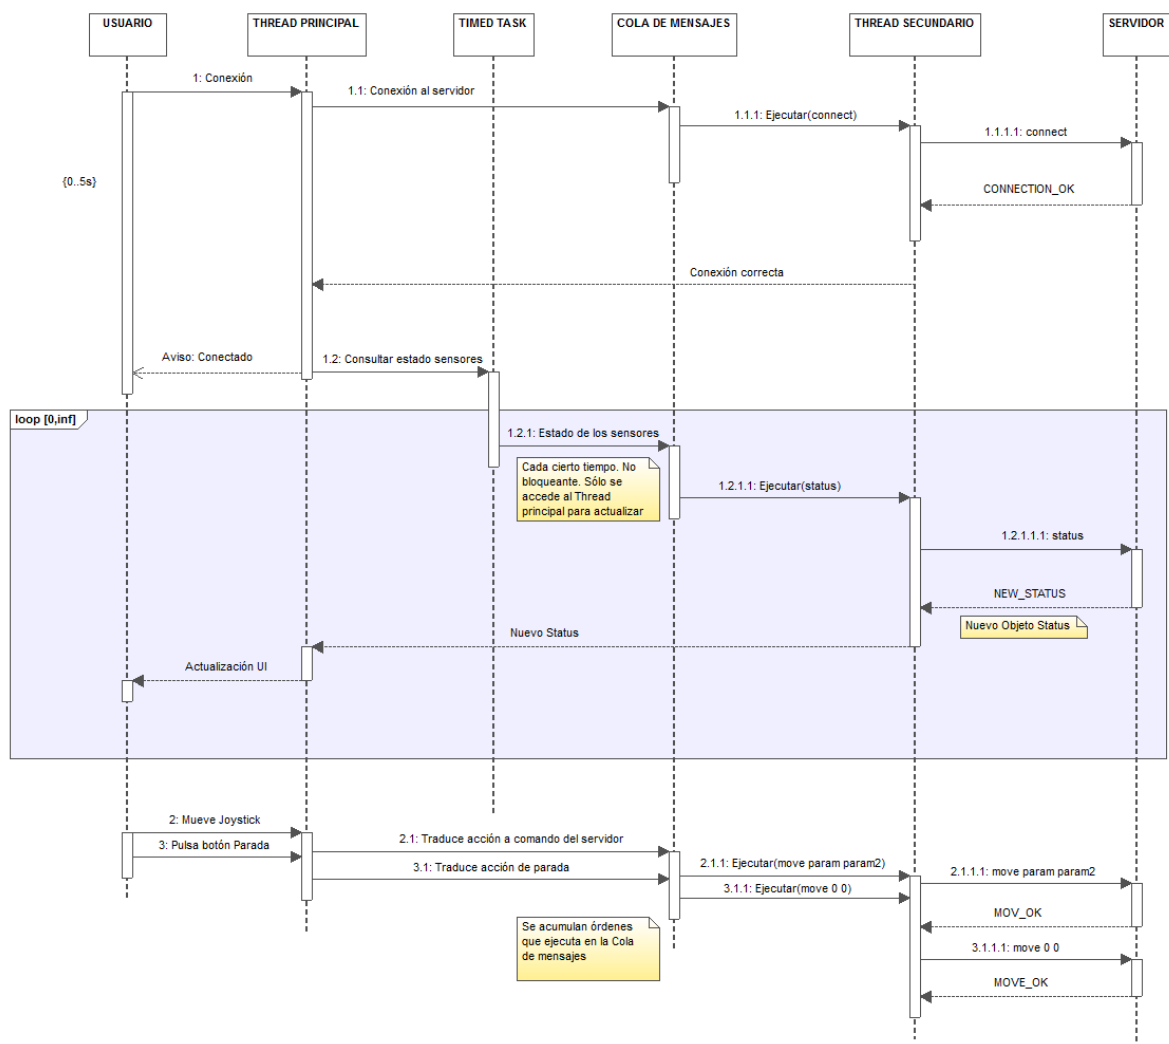 USUARIO
THREAD PRINCIPAL
TIMED TASK
COLA DE MENSAJES
THREAD SECUNDARIO
SERVIDOR
1: Conexión
1.1: Conexión al servidor
1.1.1: Ejecutar(connect)
1.1.1.1: connect
{0..5s}
CONNECTION_OK
Conexión correcta
Aviso: Conectado
1.2: Consultar estado sensores
loop [0,inf]
1.2.1: Estado de los sensores
Cada cierto tiempo. No
bloqueante. Sólo se
accede al Thread
principal para actualizar
1.2.1.1: Ejecutar(status)
1.2.1.1.1: status
NEW_STATUS
Nuevo Objeto Status
Nuevo Status
Actualización UI
2: Mueve Joystick
3: Pulsa botón Parada
2.1: Traduce acción a comando del servidor
3.1: Traduce acción de parada
2.1.1: Ejecutar(move param param2)
3.1.1: Ejecutar(move 0 0)
2.1.1.1: move param param2
MOV_OK
Se acumulan órdenes
que ejecuta en la Cola
de mensajes
3.1.1.1: move 0 0
MOVE_OK